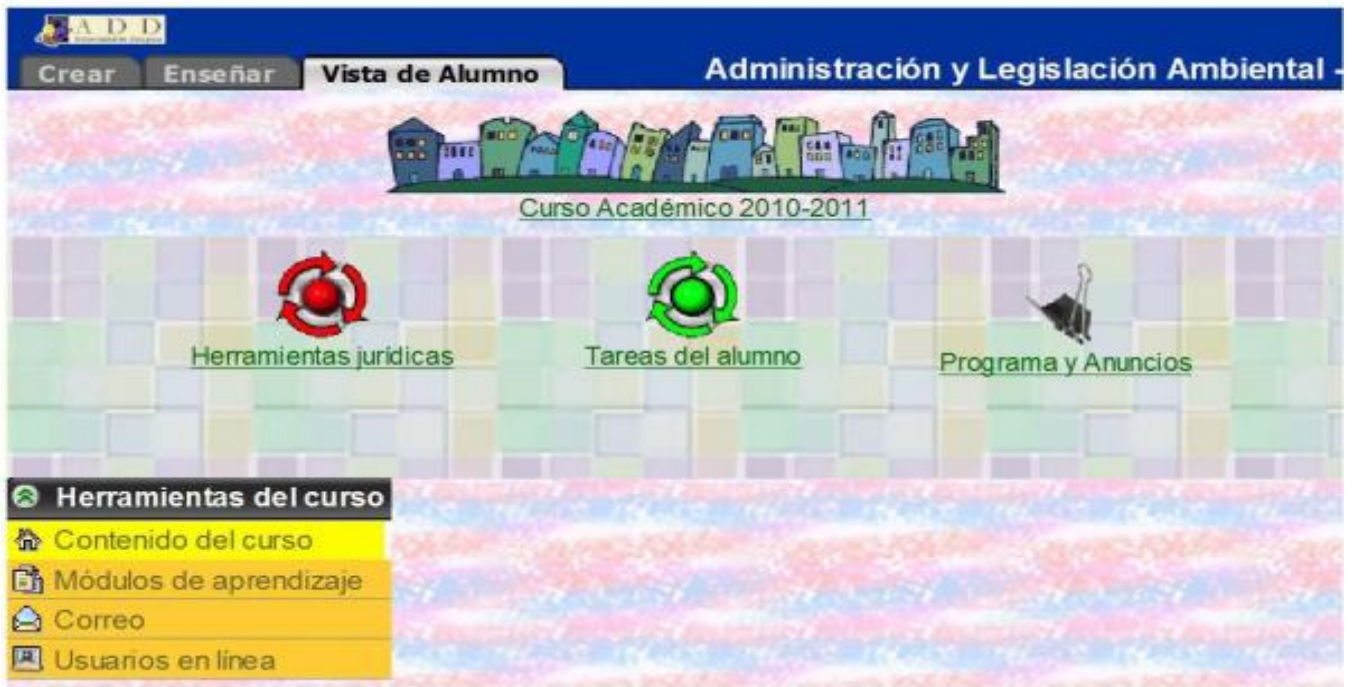 A D D
Crear Enseñar Vista de Alumno Administración y Legislación Ambiental -
Curso Académico 2010-2011
Herramientas jurídicas Tareas del alumno Programa y Anuncios
Herramientas del curso
Contenido del curso
Módulos de aprendizaje
Correo
Usuarios en línea